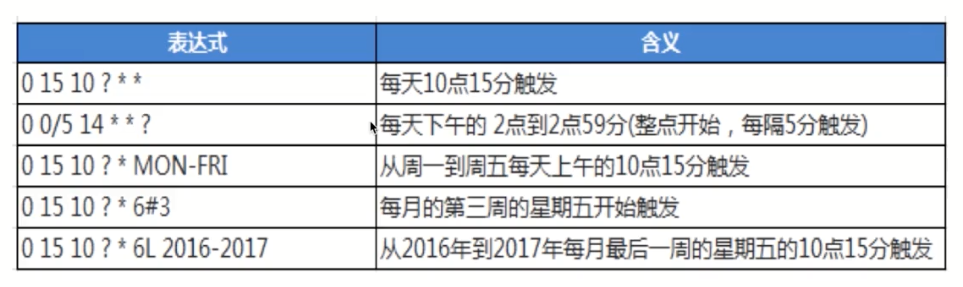 表达式 含义
0 15 10 ? * * 每天10点15分触发
0 0/5 14 * * ? 每天下午的 2点到2点59分(整点开始，每隔5分触发)
0 15 10 ? * MON-FRI 从周一到周五每天上午的10点15分触发
0 15 10 ? * 6#3 每月的第三周的星期五开始触发
0 15 10 ? * 6L 2016-2017 从2016年到2017年每月最后一周的星期五的10点15分触发